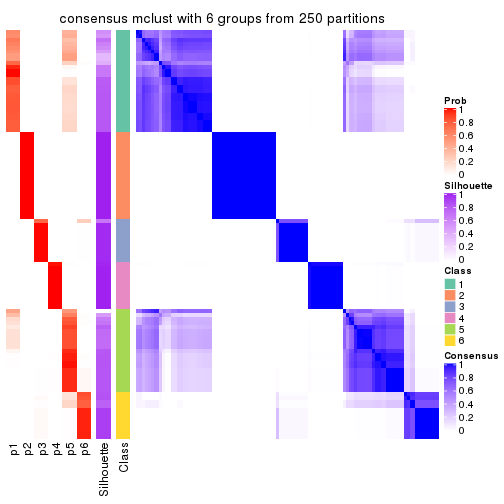 consensus mclust with 6 groups from 250 partitions
Prob
1
0.8
0.6
0.4
0.2
0
Silhouette
1
0.8
0.6
0.4
0.2
0
Class
1
2
3
4
5
6
Consensus
1
0.8
0.6
0.4
0.2
0
p1
p2
p3
p4
p5
p6
Silhouette
Class